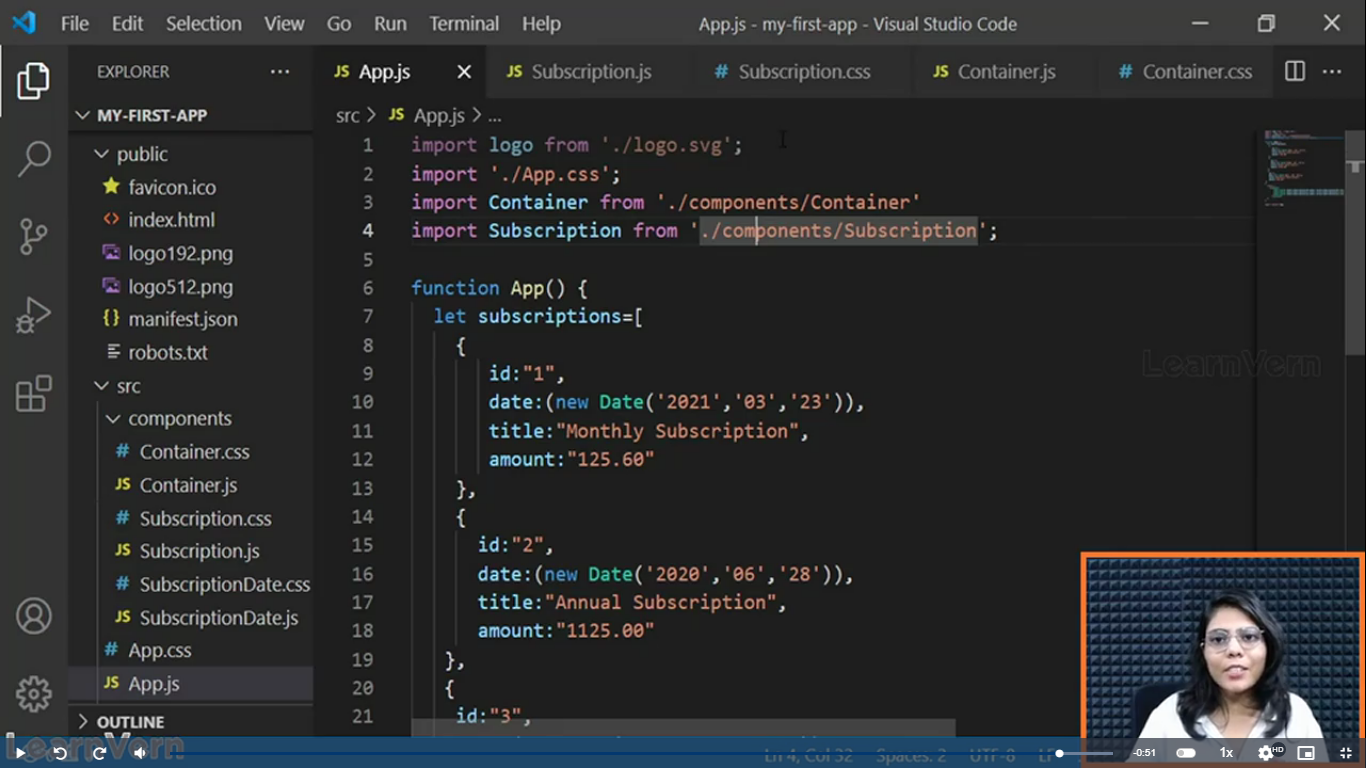 File Edit Selection View Go Run Terminal Help App.js - my-first-app - Visual Studio Code
EXPLORER
MY-FIRST-APP
public
favicon.ico
index.html
logo192.png
logo512.png
manifest.json
robots.txt
src
components
Container.css
Container.js
Subscription.css
Subscription.js
SubscriptionDate.css
SubscriptionDate.js
App.css
App.js
OUTLINE
JS App.js JS Subscription.js # Subscription.css JS Container.js # Container.css
src > JS App.js > ...
1 import logo from './logo.svg';
2 import './App.css';
3 import Container from './components/Container'
4 import Subscription from './components/Subscription';
5
6 function App() {
7 let subscriptions=[
8 {
9 id:"1",
10 date:(new Date('2021','03','23')),
11 title:"Monthly Subscription",
12 amount:"125.60"
13 },
14 {
15 id:"2",
16 date:(new Date('2020','06','28')),
17 title:"Annual Subscription",
18 amount:"1125.00"
19 },
20 {
21 id:"3",
LearnVern
LearnVern
Ln 4, Col 32 Spaces: 2 UTF-8 LF
-0:51 1x HD